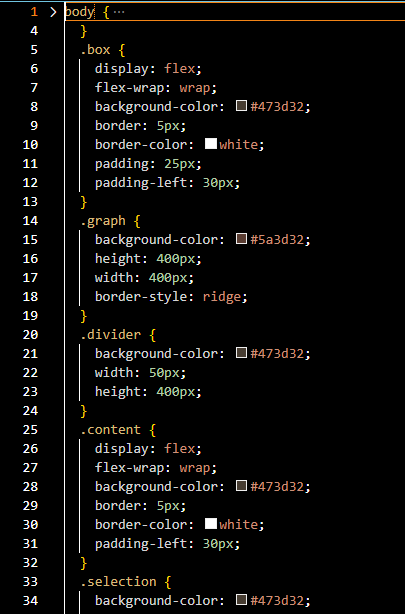 1 > body { ···
4 }
5 .box {
6 display: flex;
7 flex-wrap: wrap;
8 background-color: #473d32;
9 border: 5px;
10 border-color: white;
11 padding: 25px;
12 padding-left: 30px;
13 }
14 .graph {
15 background-color: #5a3d32;
16 height: 400px;
17 width: 400px;
18 border-style: ridge;
19 }
20 .divider {
21 background-color: #473d32;
22 width: 50px;
23 height: 400px;
24 }
25 .content {
26 display: flex;
27 flex-wrap: wrap;
28 background-color: #473d32;
29 border: 5px;
30 border-color: white;
31 padding-left: 30px;
32 }
33 .selection {
34 background-color: #473d32;